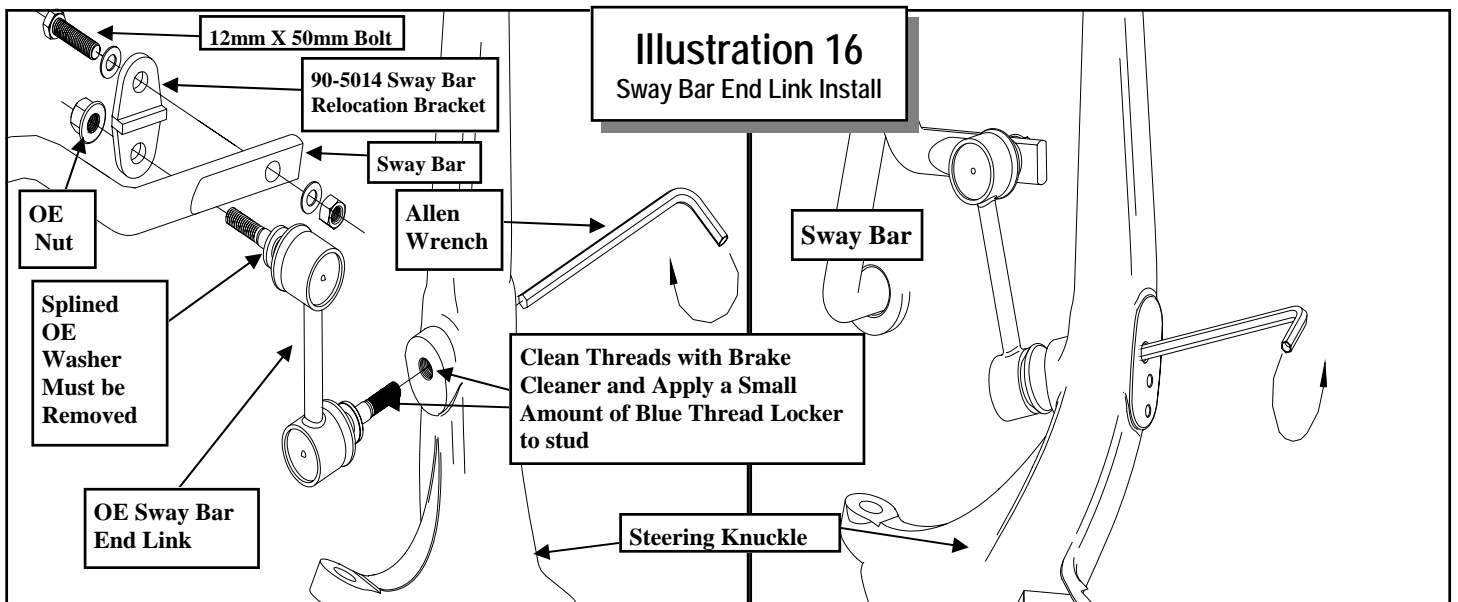 Illustration 16
Sway Bar End Link Install
12mm X 50mm Bolt
90-5014 Sway Bar
Relocation Bracket
Sway Bar
OE
Nut
Allen
Wrench
Splined
OE
Washer
Must be
Removed
Clean Threads with Brake
Cleaner and Apply a Small
Amount of Blue Thread Locker
to stud
OE Sway Bar
End Link
Steering Knuckle
Sway Bar